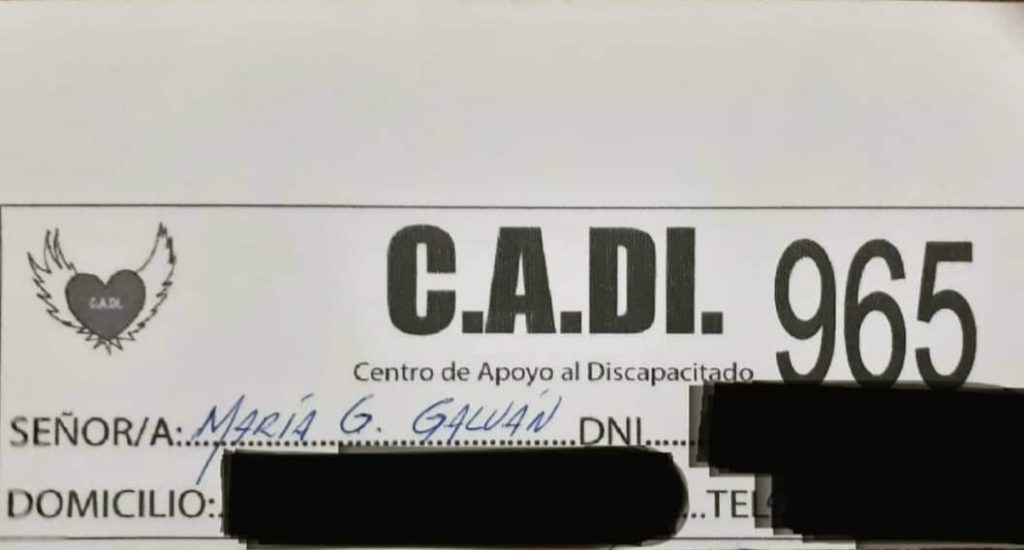 C.A.DI.
C.A.DI. 965
Centro de Apoyo al Discapacitado
SEÑOR/A: MARÍA G. GALVÁN DNI
DOMICILIO: TEL